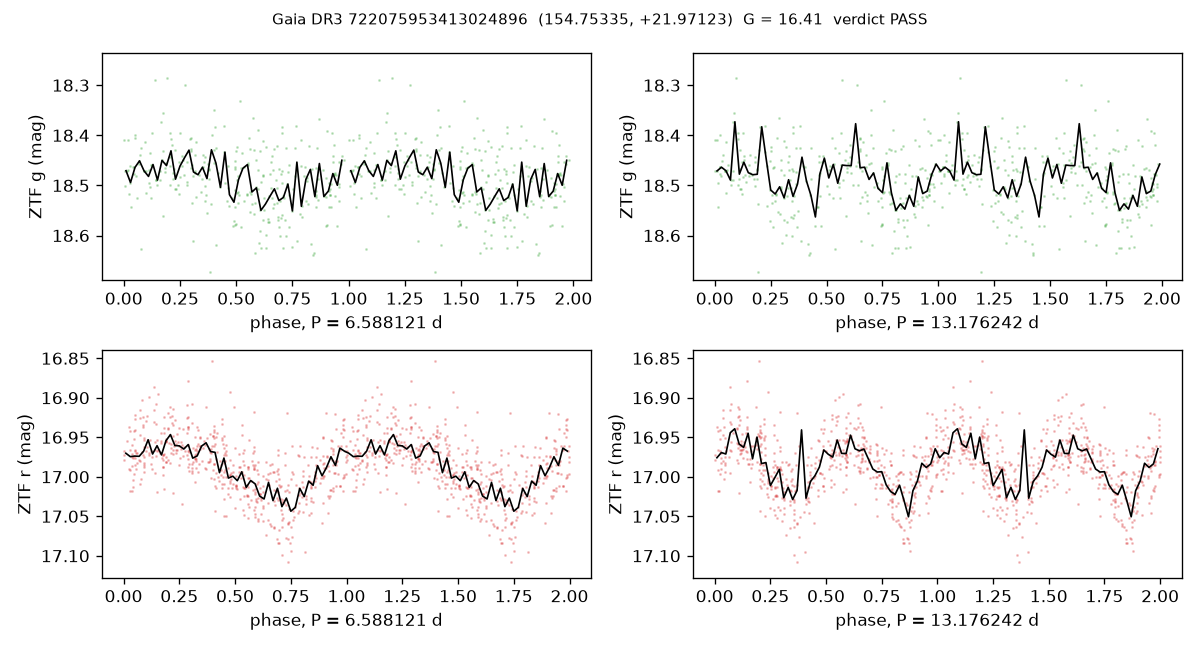 Gaia DR3 722075953413024896 (154.75335, +21.97123) G = 16.41 verdict PASS
ZTF g (mag)
18.3
18.4
18.5
18.6
0.00 0.25 0.50 0.75 1.00 1.25 1.50 1.75 2.00
phase, P = 6.588121 d
ZTF g (mag)
18.3
18.4
18.5
18.6
0.00 0.25 0.50 0.75 1.00 1.25 1.50 1.75 2.00
phase, P = 13.176242 d
ZTF r (mag)
16.85
16.90
16.95
17.00
17.05
17.10
0.00 0.25 0.50 0.75 1.00 1.25 1.50 1.75 2.00
phase, P = 6.588121 d
ZTF r (mag)
16.85
16.90
16.95
17.00
17.05
17.10
0.00 0.25 0.50 0.75 1.00 1.25 1.50 1.75 2.00
phase, P = 13.176242 d